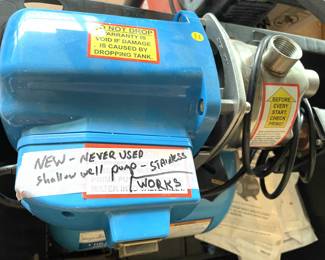 DO NOT DROP
WARRANTY IS
VOID IF DAMAGE
IS CAUSED BY
DROPPING TANK.
BEFORE
EVERY
START,
CHECK
NEW - NEVER USED
Shallow well pump - STAINLESS
WORKS